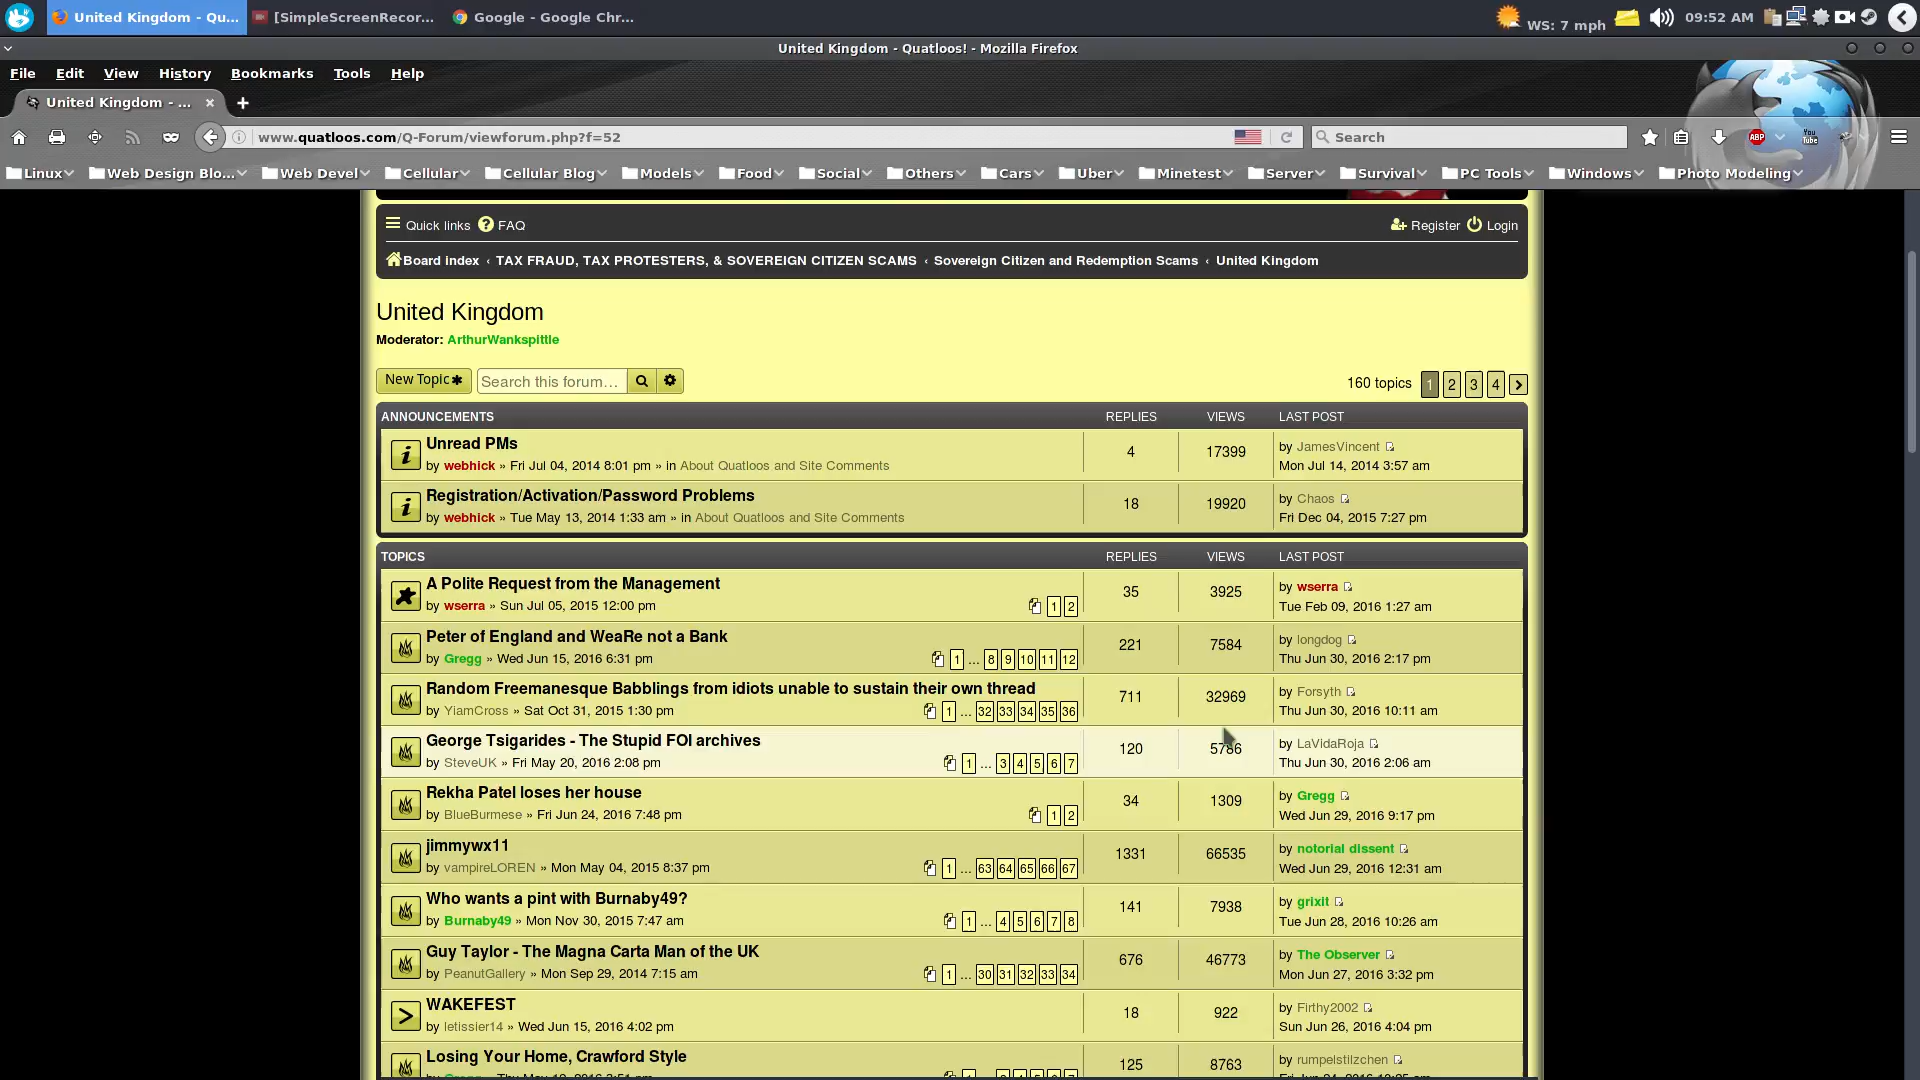 United Kingdom - Qu...
[SimpleScreenRecor...
Google - Google Chr...
WS: 7 mph
09:52 AM
United Kingdom - Quatloos! - Mozilla Firefox
File Edit View History Bookmarks Tools Help
United Kingdom - ...
www.quatloos.com/Q-Forum/viewforum.php?f=52
Search
ABP
You Tube
Linux Web Design Blo... Web Devel Cellular Cellular Blog Models Food Social Others Cars Uber Minetest Server Survival PC Tools Windows Photo Modeling
Quick links FAQ Register Login
Board index ‹ TAX FRAUD, TAX PROTESTERS, & SOVEREIGN CITIZEN SCAMS ‹ Sovereign Citizen and Redemption Scams ‹ United Kingdom
United Kingdom
Moderator: ArthurWankspittle
New Topic Search this forum… 160 topics 1 2 3 4
ANNOUNCEMENTS REPLIES VIEWS LAST POST
Unread PMs
by webhick » Fri Jul 04, 2014 8:01 pm » in About Quatloos and Site Comments
4 17399
by JamesVincent
Mon Jul 14, 2014 3:57 am
Registration/Activation/Password Problems
by webhick » Tue May 13, 2014 1:33 am » in About Quatloos and Site Comments
18 19920
by Chaos
Fri Dec 04, 2015 7:27 pm
TOPICS REPLIES VIEWS LAST POST
A Polite Request from the Management
by wserra » Sun Jul 05, 2015 12:00 pm 1 2
35 3925
by wserra
Tue Feb 09, 2016 1:27 am
Peter of England and WeaRe not a Bank
by Gregg » Wed Jun 15, 2016 6:31 pm 1 ... 8 9 10 11 12
221 7584
by longdog
Thu Jun 30, 2016 2:17 pm
Random Freemanesque Babblings from idiots unable to sustain their own thread
by YiamCross » Sat Oct 31, 2015 1:30 pm 1 ... 32 33 34 35 36
711 32969
by Forsyth
Thu Jun 30, 2016 10:11 am
George Tsigarides - The Stupid FOI archives
by SteveUK » Fri May 20, 2016 2:08 pm 1 ... 3 4 5 6 7
120 5786
by LaVidaRoja
Thu Jun 30, 2016 2:06 am
Rekha Patel loses her house
by BlueBurmese » Fri Jun 24, 2016 7:48 pm 1 2
34 1309
by Gregg
Wed Jun 29, 2016 9:17 pm
jimmywx11
by vampireLOREN » Mon May 04, 2015 8:37 pm 1 ... 63 64 65 66 67
1331 66535
by notorial dissent
Wed Jun 29, 2016 12:31 am
Who wants a pint with Burnaby49?
by Burnaby49 » Mon Nov 30, 2015 7:47 am 1 ... 4 5 6 7 8
141 7938
by grixit
Tue Jun 28, 2016 10:26 am
Guy Taylor - The Magna Carta Man of the UK
by PeanutGallery » Mon Sep 29, 2014 7:15 am 1 ... 30 31 32 33 34
676 46773
by The Observer
Mon Jun 27, 2016 3:32 pm
WAKEFEST
by letissier14 » Wed Jun 15, 2016 4:02 pm
18 922
by Firthy2002
Sun Jun 26, 2016 4:04 pm
Losing Your Home, Crawford Style
125 8763
by rumpelstilzchen